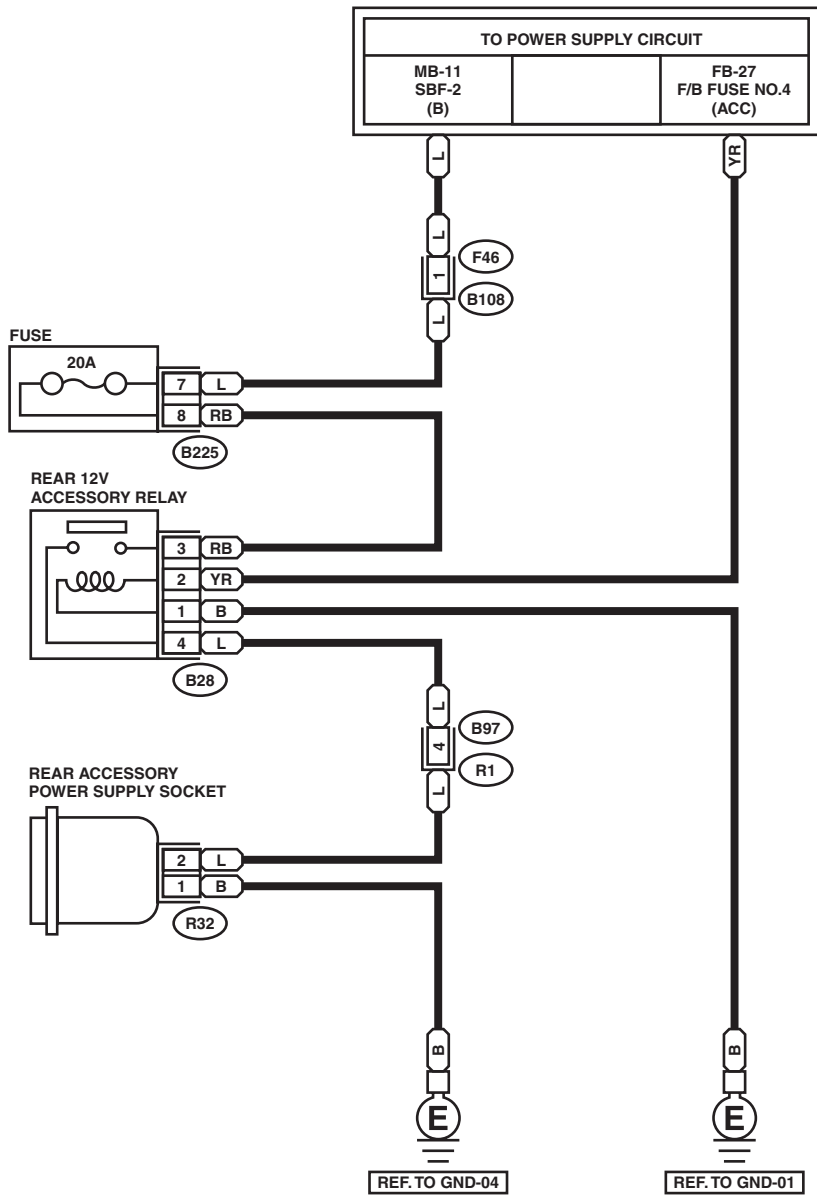 TO POWER SUPPLY CIRCUIT
MB-11
SBF-2
(B)
FB-27
F/B FUSE NO.4
(ACC)
L
YR
L
F46
1
B108
L
FUSE
20A
7 L
8 RB
B225
REAR 12V
ACCESSORY RELAY
3 RB
2 YR
1 B
4 L
B28
L
B97
4
R1
L
REAR ACCESSORY
POWER SUPPLY SOCKET
2 L
1 B
R32
B
B
E
E
REF. TO GND-04
REF. TO GND-01